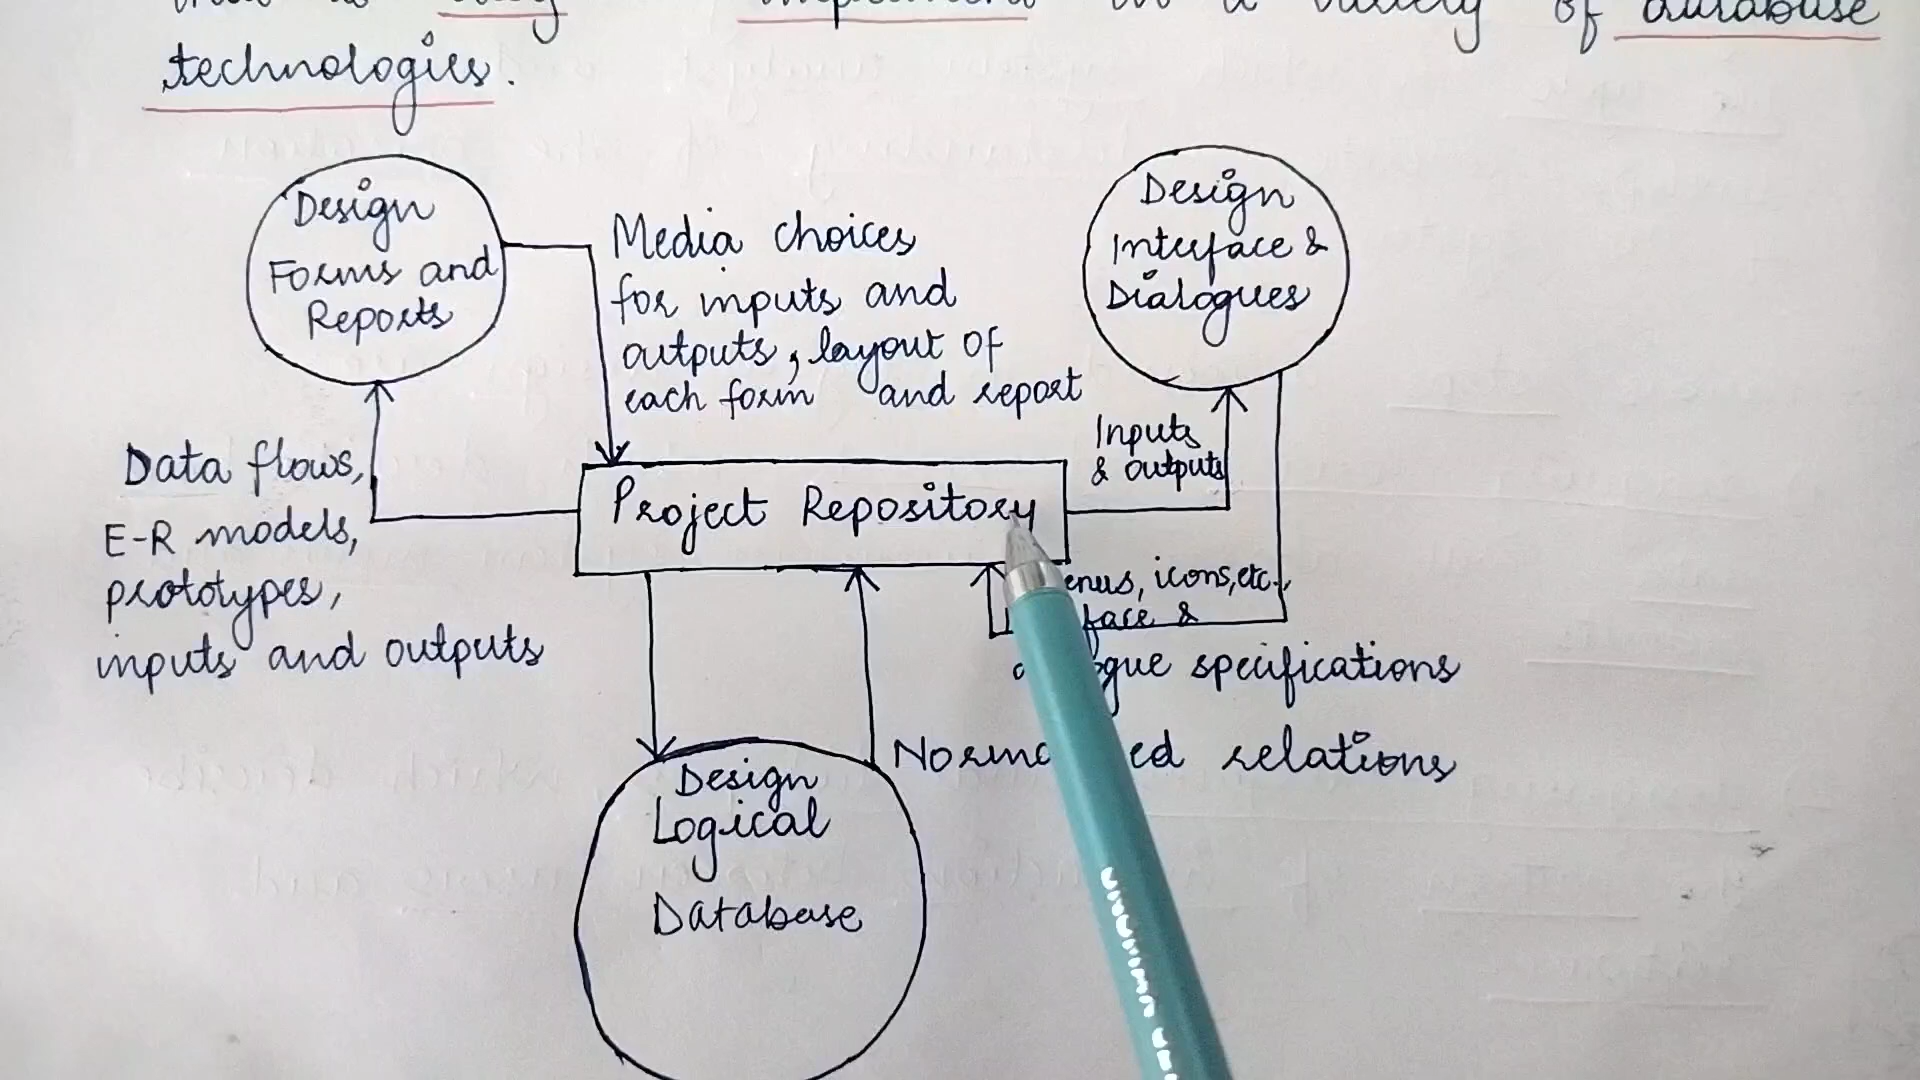 of database
technologies.
Design
Forms and
Reports
Media choices
for inputs and
outputs, layout of
each form and report
Design
Interface &
Dialogues
Data flows,
E-R models,
prototypes,
inputs and outputs
Inputs
& outputs
Project Repository
icons, etc.,
&
specifications
relations
Design
Logical
Database